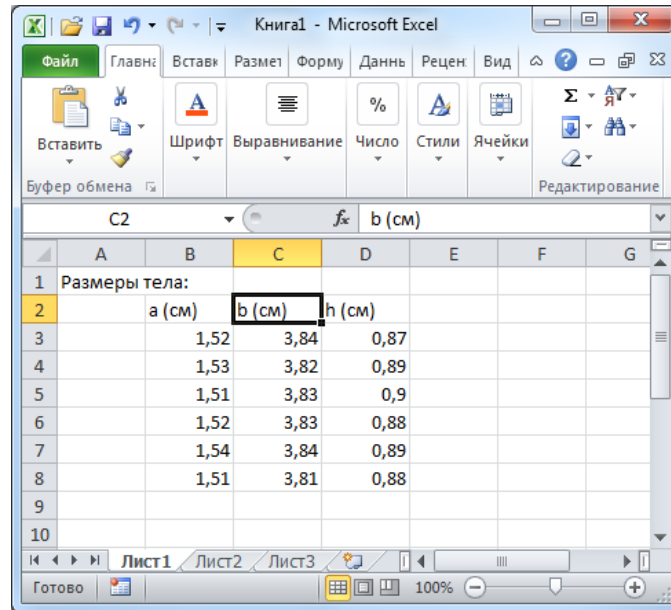 Книга1 - Microsoft Excel
Файл Главна Вставк Размет Форму Даннь Рецен Вид
Вставить Шрифт Выравнивание Число Стили Ячейки
Буфер обмена Редактирование
C2 fx b (см)
A B C D E F G
1 Размеры тела:
2 a (см) b (см) h (см)
3 1,52 3,84 0,87
4 1,53 3,82 0,89
5 1,51 3,83 0,9
6 1,52 3,83 0,88
7 1,54 3,84 0,89
8 1,51 3,81 0,88
9
10
Лист1 Лист2 Лист3
Готово 100%